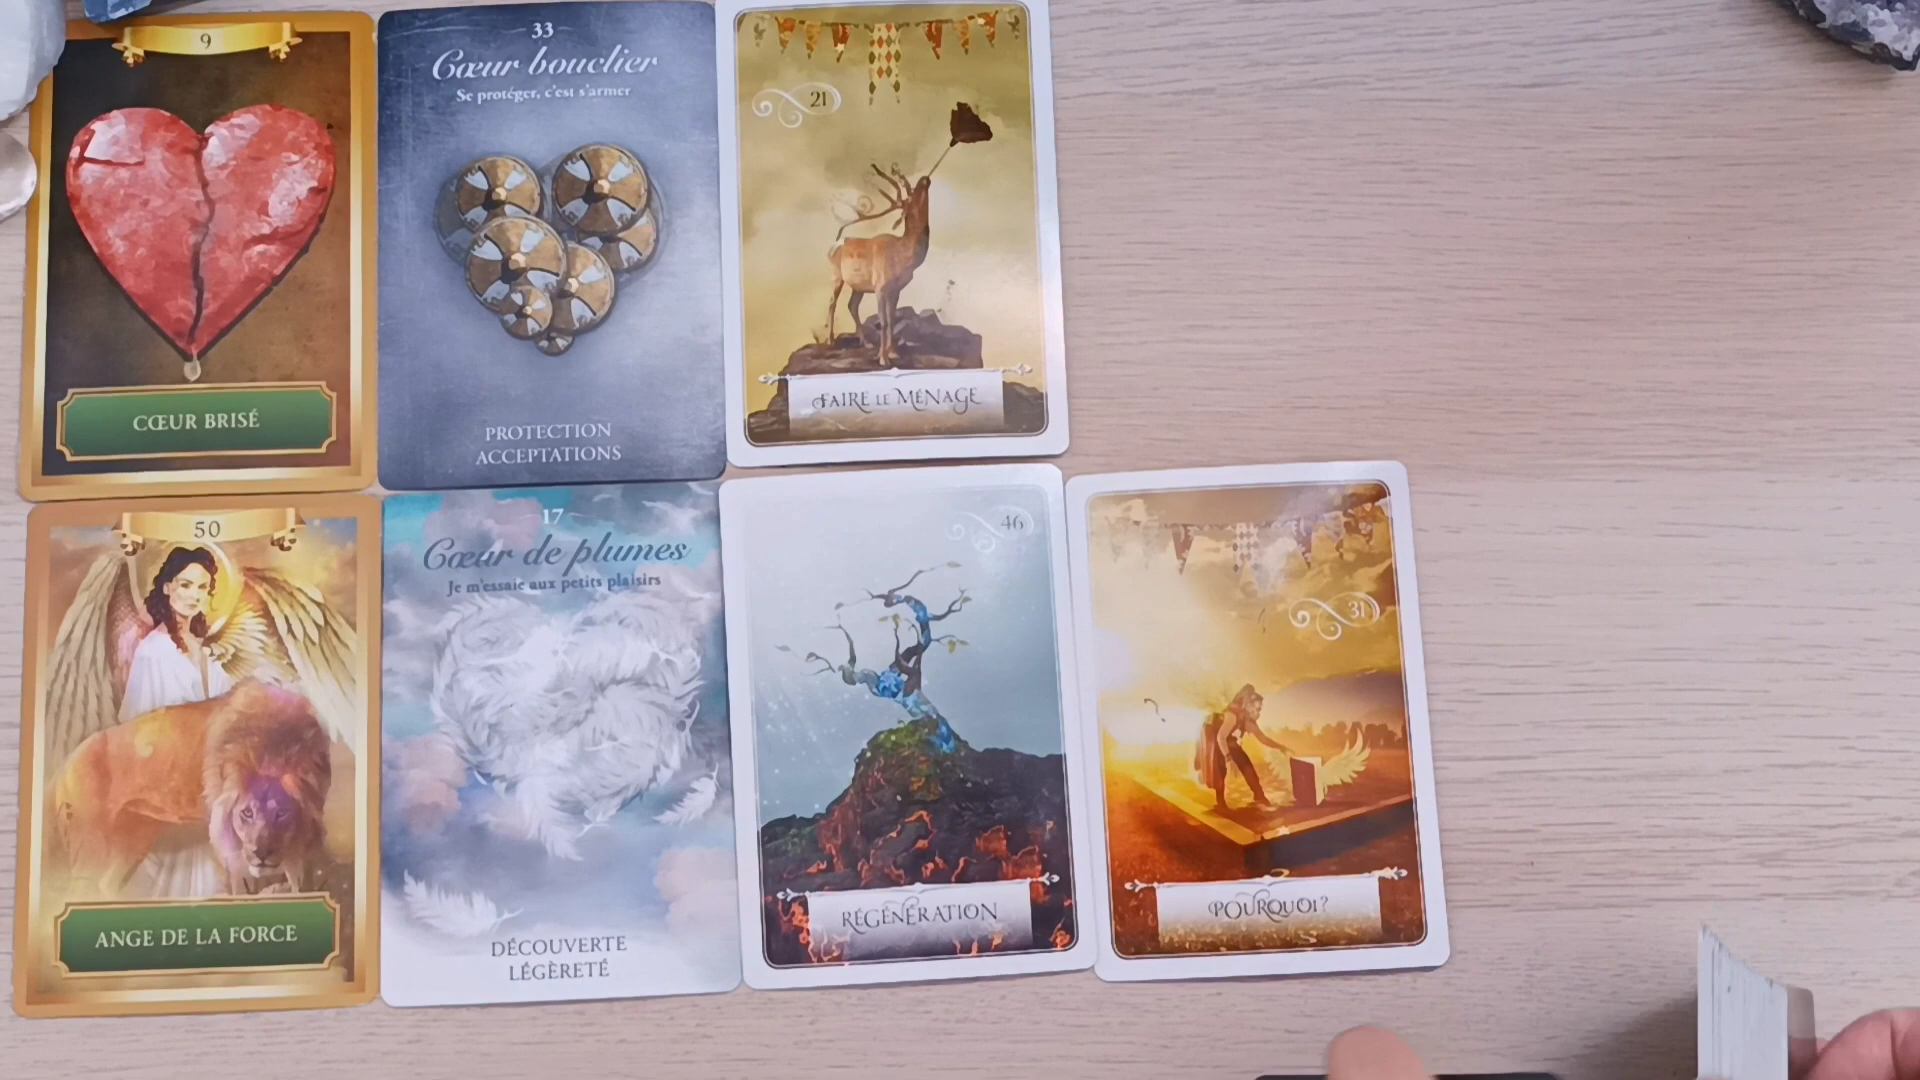 9
CŒUR BRISÉ
33
Cœur bouclier
Se protéger, c'est s'armer
PROTECTION
ACCEPTATIONS
21
FAIRE LE MÉNAGE
50
ANGE DE LA FORCE
17
Cœur de plumes
Je m'essaie aux petits plaisirs
DÉCOUVERTE
LÉGÈRETÉ
46
RÉGÉNÉRATION
31
POURQUOI?